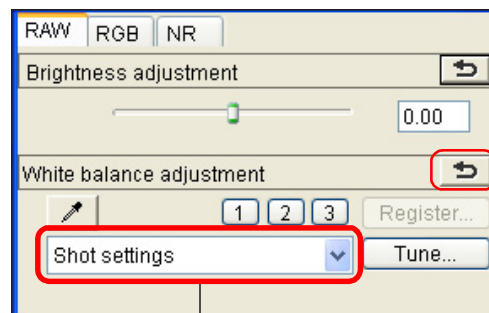 RAW RGB NR
Brightness adjustment
0.00
White balance adjustment
1 2 3 Register...
Shot settings Tune...